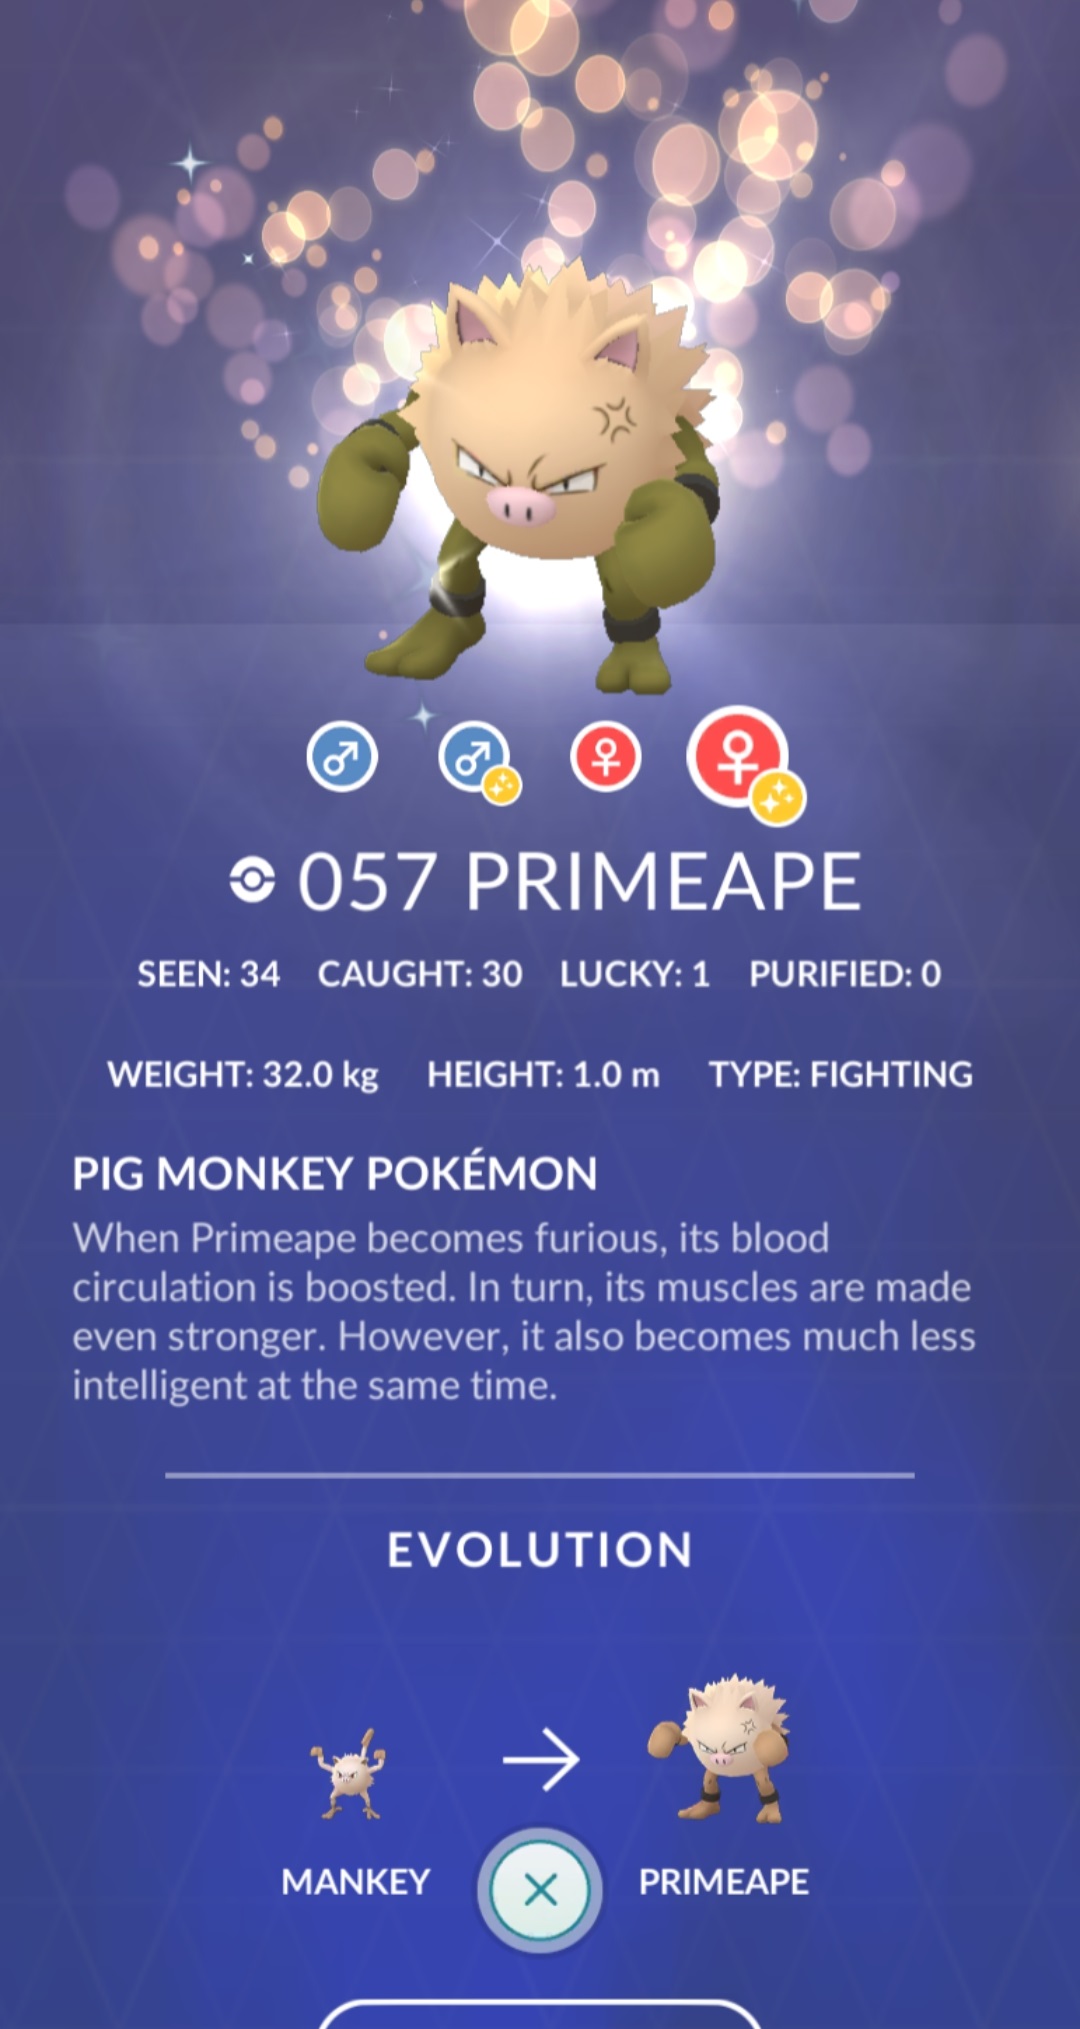 057 PRIMEAPE
SEEN: 34 CAUGHT: 30 LUCKY: 1 PURIFIED: 0
WEIGHT: 32.0 kg HEIGHT: 1.0 m TYPE: FIGHTING
PIG MONKEY POKÉMON
When Primeape becomes furious, its blood
circulation is boosted. In turn, its muscles are made
even stronger. However, it also becomes much less
intelligent at the same time.
EVOLUTION
MANKEY PRIMEAPE